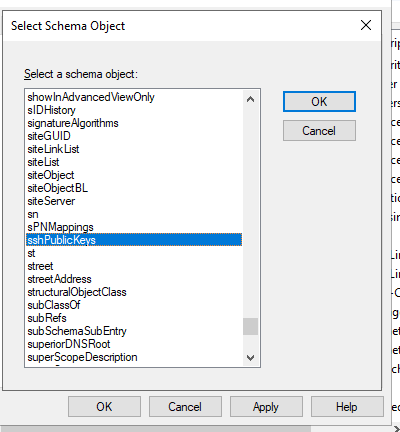 Select Schema Object
Select a schema object:
showInAdvancedViewOnly
sIDHistory
signatureAlgorithms
siteGUID
siteLinkList
siteList
siteObject
siteObjectBL
siteServer
sn
sPNMappings
sshPublicKeys
st
street
streetAddress
structuralObjectClass
subClassOf
subRefs
subSchemaSubEntry
superiorDNSRoot
superScopeDescription
OK
Cancel
OK
Cancel
Apply
Help